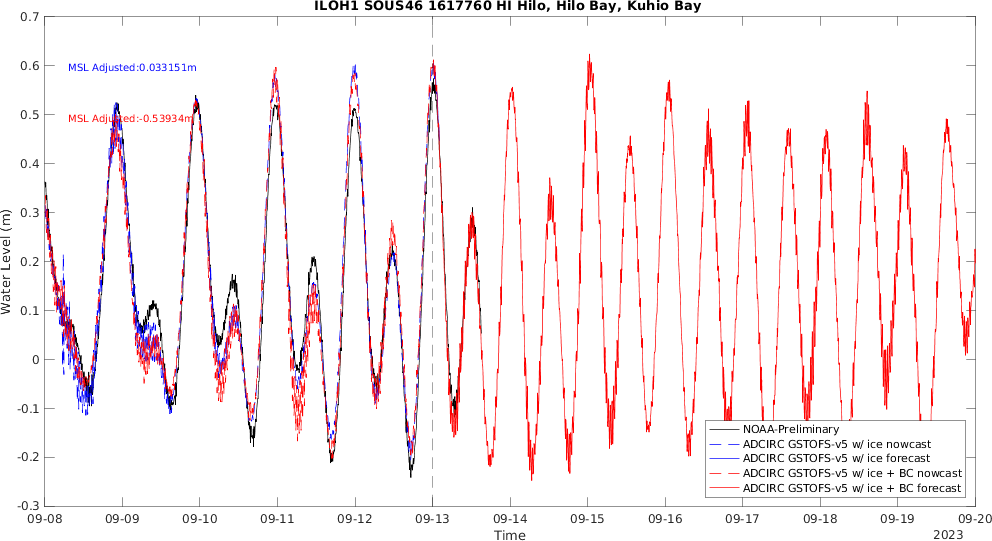 ILOH1 SOUS46 1617760 HI Hilo, Hilo Bay, Kuhio Bay
0.7
0.6
0.5
0.4
0.3
0.2
0.1
0
-0.1
-0.2
-0.3
Water Level (m)
MSL Adjusted:0.033151m
MSL Adjusted:-0.53934m
NOAA-Preliminary
ADCIRC GSTOFS-v5 w/ ice nowcast
ADCIRC GSTOFS-v5 w/ ice forecast
ADCIRC GSTOFS-v5 w/ ice + BC nowcast
ADCIRC GSTOFS-v5 w/ ice + BC forecast
09-08 09-09 09-10 09-11 09-12 09-13 09-14 09-15 09-16 09-17 09-18 09-19 09-20
Time
2023